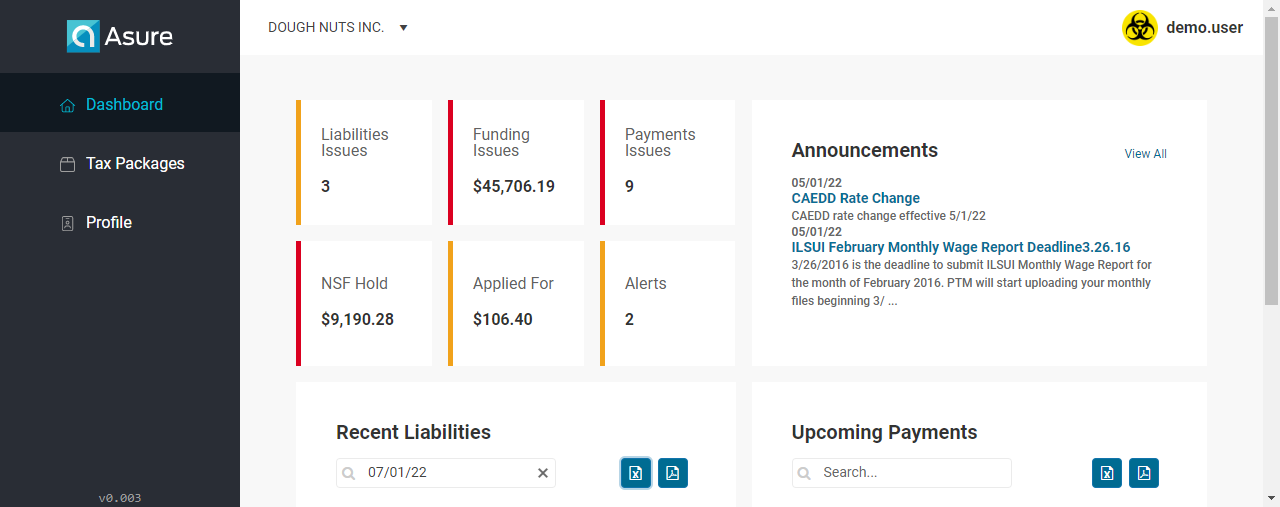 Asure
DOUGH NUTS INC.
demo.user
Dashboard
Tax Packages
Profile
v0.003
Liabilities
Issues
3
Funding
Issues
$45,706.19
Payments
Issues
9
NSF Hold
$9,190.28
Applied For
$106.40
Alerts
2
Announcements
View All
05/01/22
CAEDD Rate Change
CAEDD rate change effective 5/1/22
05/01/22
ILSUI February Monthly Wage Report Deadline3.26.16
3/26/2016 is the deadline to submit ILSUI Monthly Wage Report for
the month of February 2016. PTM will start uploading your monthly
files beginning 3/ ...
Recent Liabilities
07/01/22
Upcoming Payments
Search...